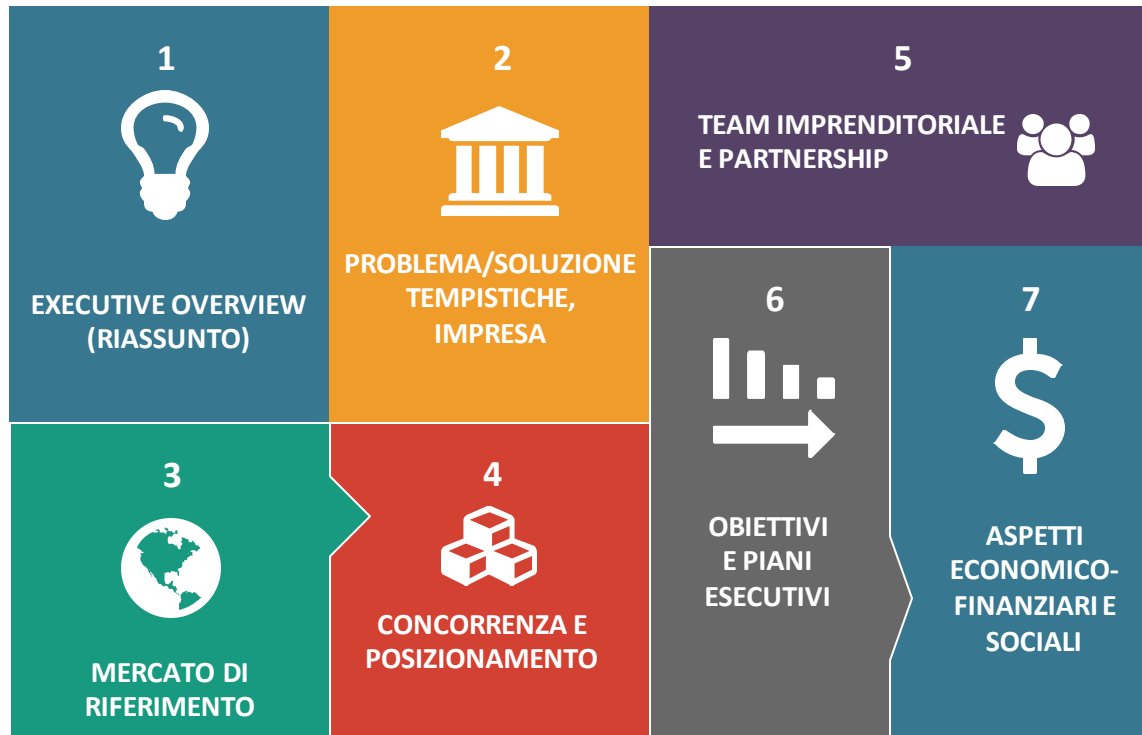 1
EXECUTIVE OVERVIEW
(RIASSUNTO)
2
PROBLEMA/SOLUZIONE
TEMPISTICHE,
IMPRESA
3
MERCATO DI
RIFERIMENTO
4
CONCORRENZA E
POSIZIONAMENTO
5
TEAM IMPRENDITORIALE
E PARTNERSHIP
6
OBIETTIVI
E PIANI
ESECUTIVI
7
$
ASPETTI
ECONOMICO-
FINANZIARI E
SOCIALI